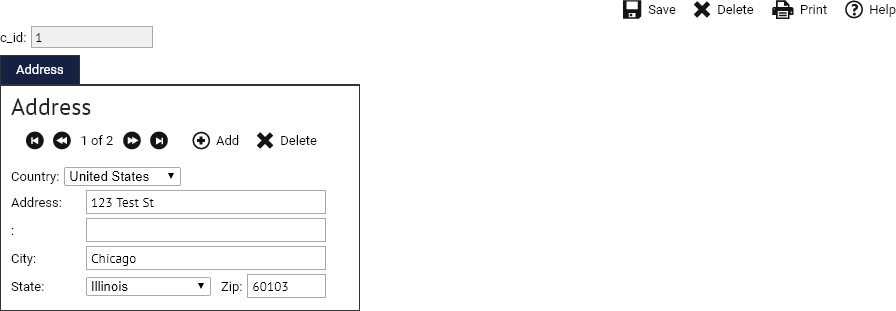 Save Delete Print Help
c_id: 1
Address
Address
1 of 2 Add Delete
Country: United States
Address: 123 Test St
:
City: Chicago
State: Illinois Zip: 60103